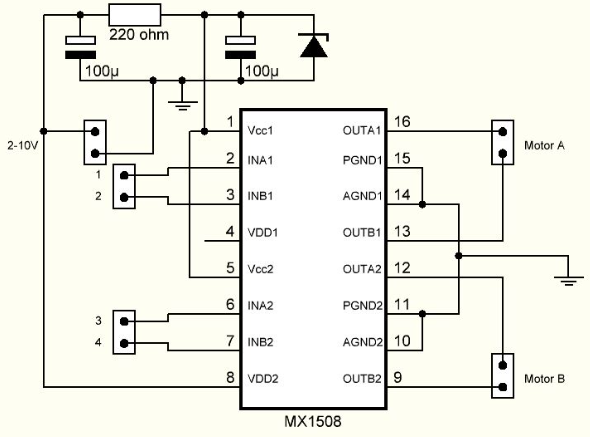 220 ohm
100µ
100µ
2-10V
1
2
3
4
1 Vcc1
2 INA1
3 INB1
4 VDD1
5 Vcc2
6 INA2
7 INB2
8 VDD2
OUTA1 16
PGND1 15
AGND1 14
OUTB1 13
OUTA2 12
PGND2 11
AGND2 10
OUTB2 9
Motor A
Motor B
MX1508